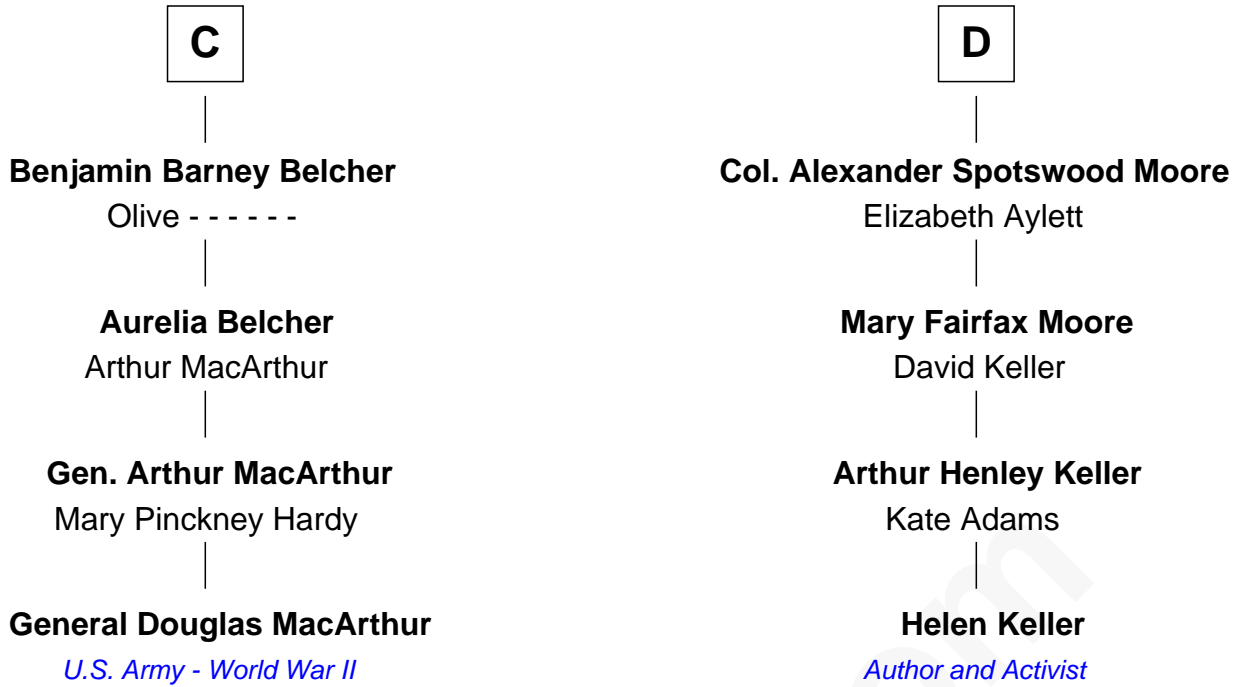 C
Benjamin Barney Belcher
Olive - - - - - -
Aurelia Belcher
Arthur MacArthur
Gen. Arthur MacArthur
Mary Pinckney Hardy
General Douglas MacArthur
U.S. Army - World War II
D
Col. Alexander Spotswood Moore
Elizabeth Aylett
Mary Fairfax Moore
David Keller
Arthur Henley Keller
Kate Adams
Helen Keller
Author and Activist